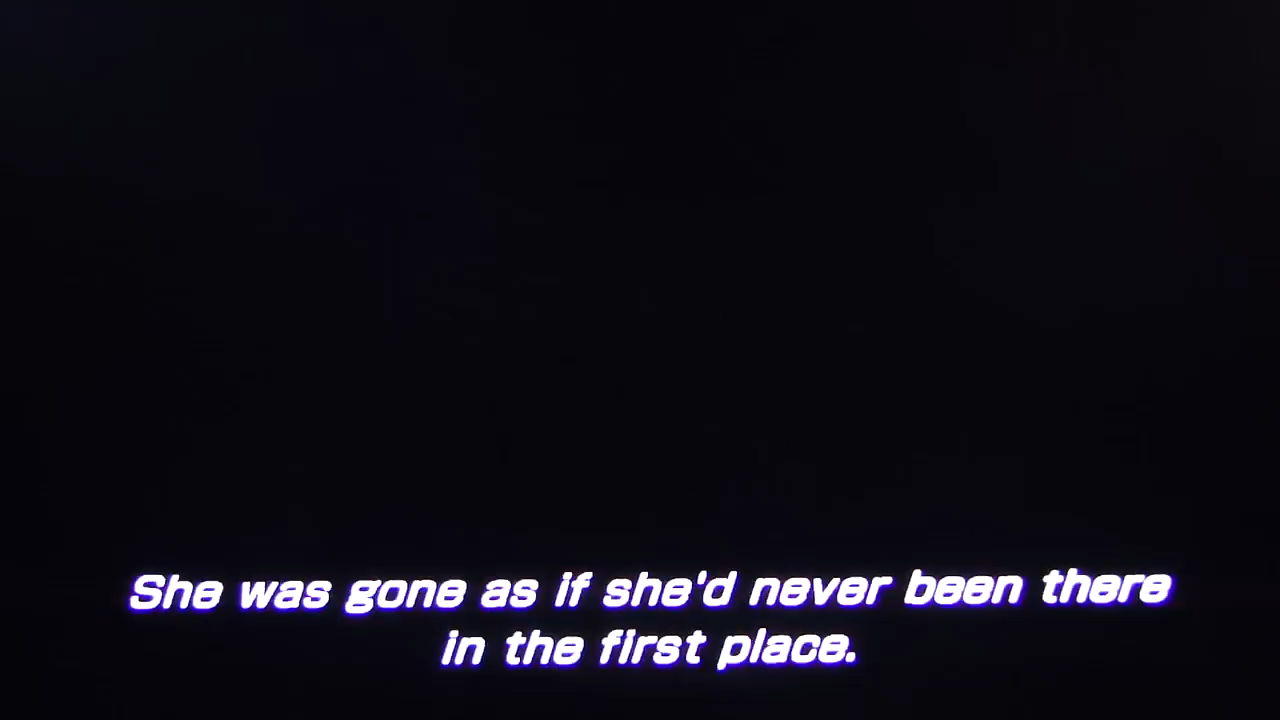 She was gone as if she'd never been there
in the first place.